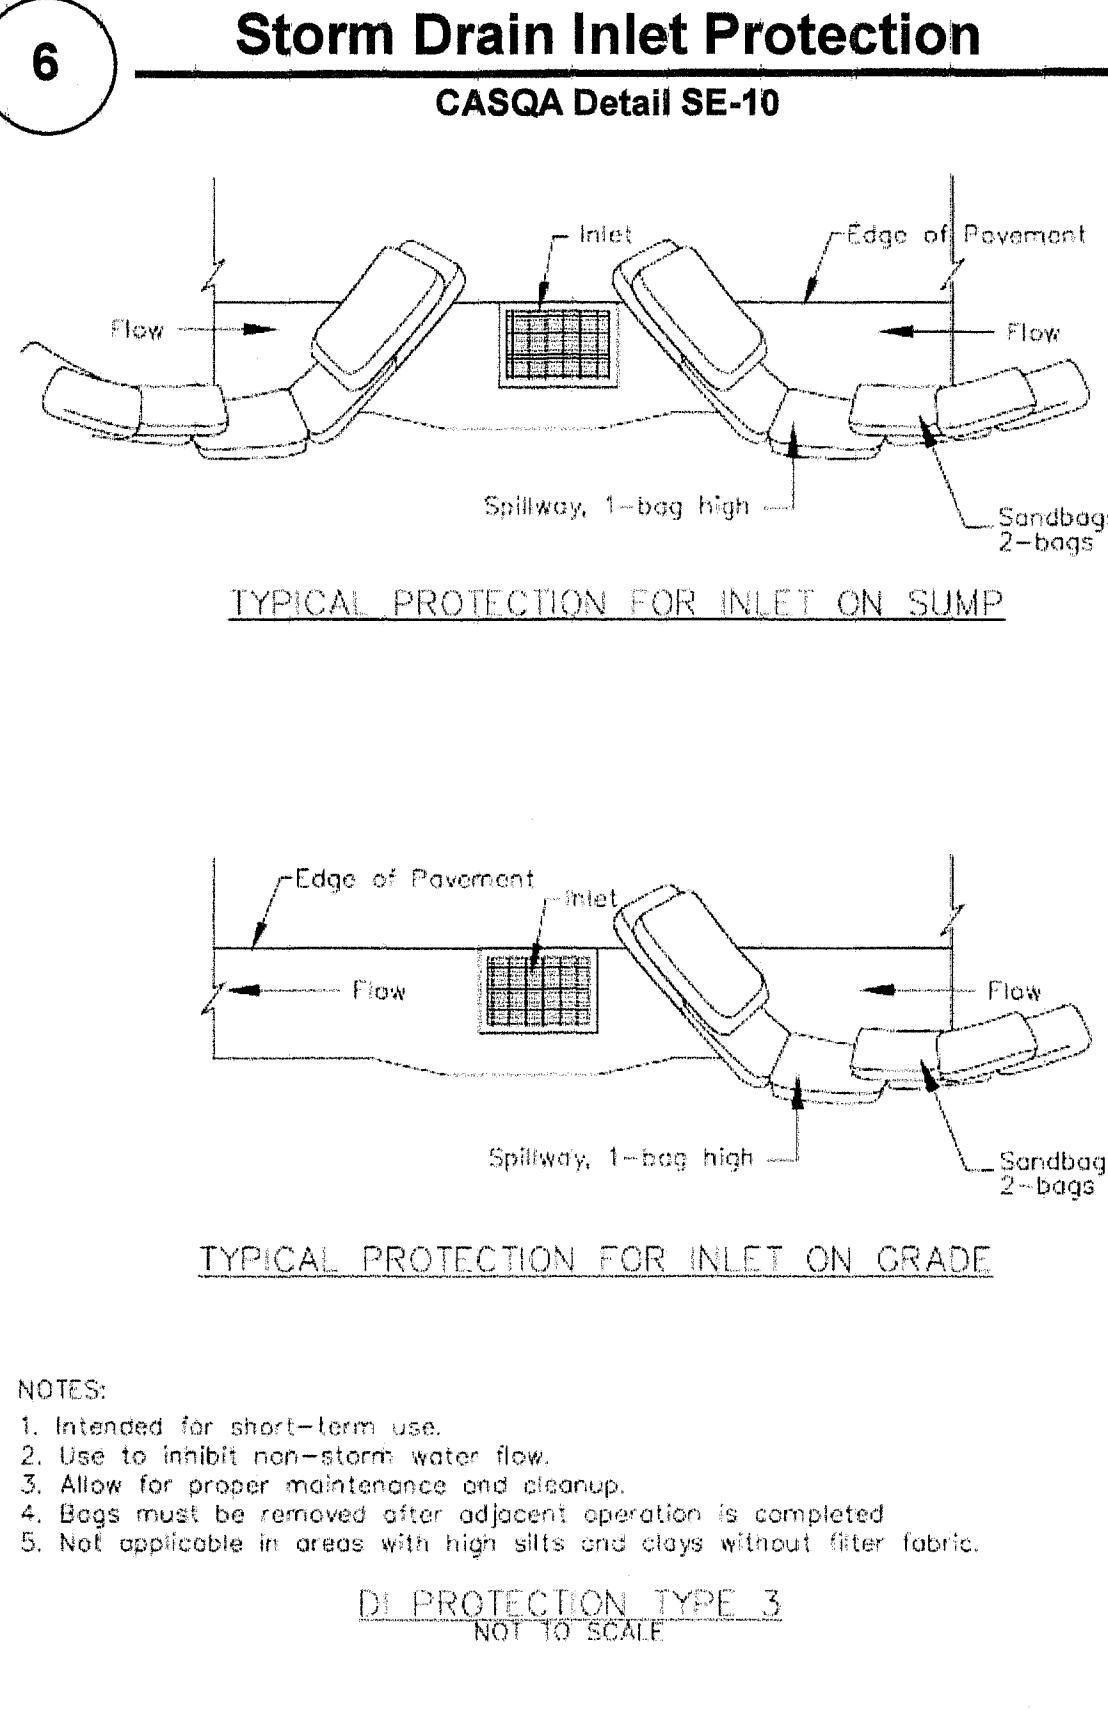 6
Storm Drain Inlet Protection
CASQA Detail SE-10
Inlet
Edge of Pavement
Flow
Flow
Spillway, 1-bag high
Sandbags
2-bags
TYPICAL PROTECTION FOR INLET ON SUMP
Edge of Pavement
Inlet
Flow
Flow
Spillway, 1-bag high
Sandbag
2-bags
TYPICAL PROTECTION FOR INLET ON GRADE
NOTES:
1. Intended for short-term use.
2. Use to inhibit non-storm water flow.
3. Allow for proper maintenance and cleanup.
4. Bags must be removed after adjacent operation is completed
5. Not applicable in areas with high silts and clays without filter fabric.
DI PROTECTION TYPE 3
NOT TO SCALE